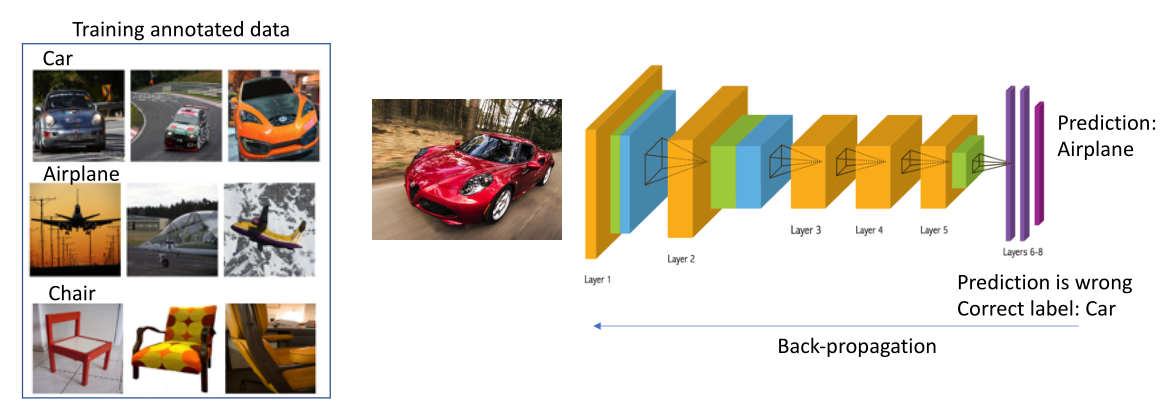 Training annotated data
Car
Airplane
Chair
Layer 1
Layer 2
Layer 3
Layer 4
Layer 5
Layers 6-8
Prediction:
Airplane
Prediction is wrong
Correct label: Car
Back-propagation